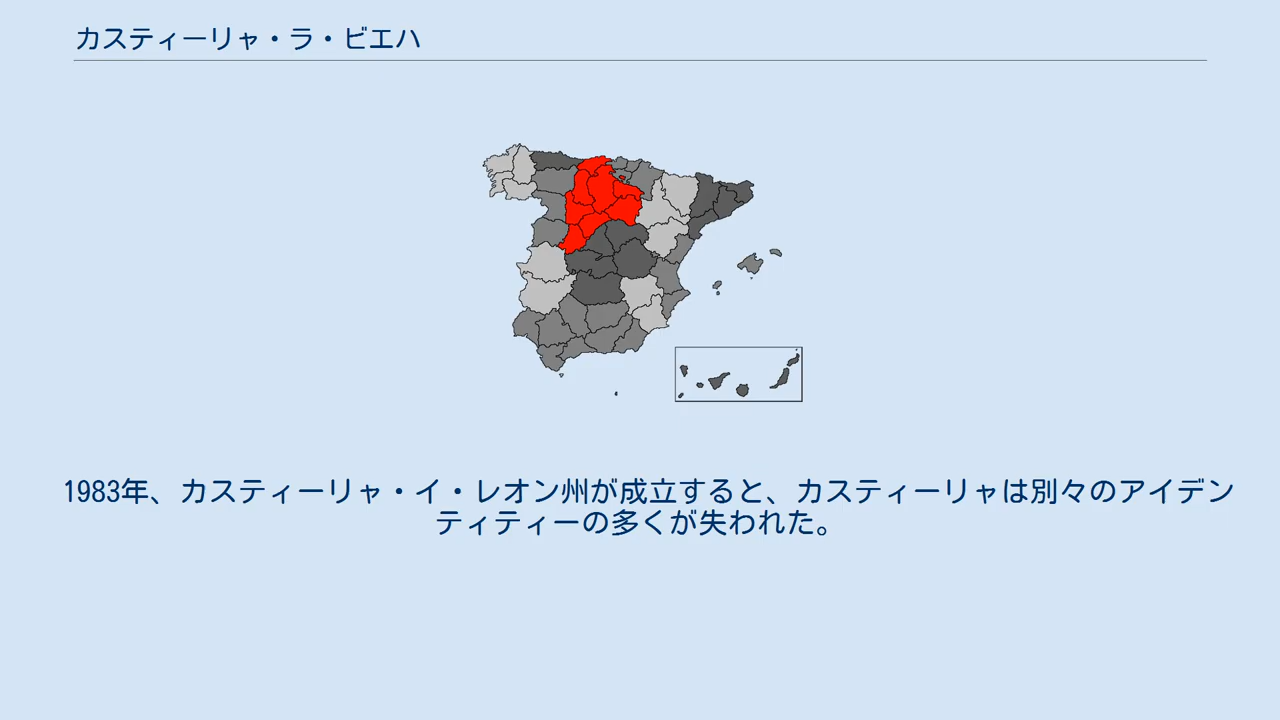 カスティーリャ・ラ・ビエハ
1983年、カスティーリャ・イ・レオン州が成立すると、カスティーリャは別々のアイデン
ティティーの多くが失われた。